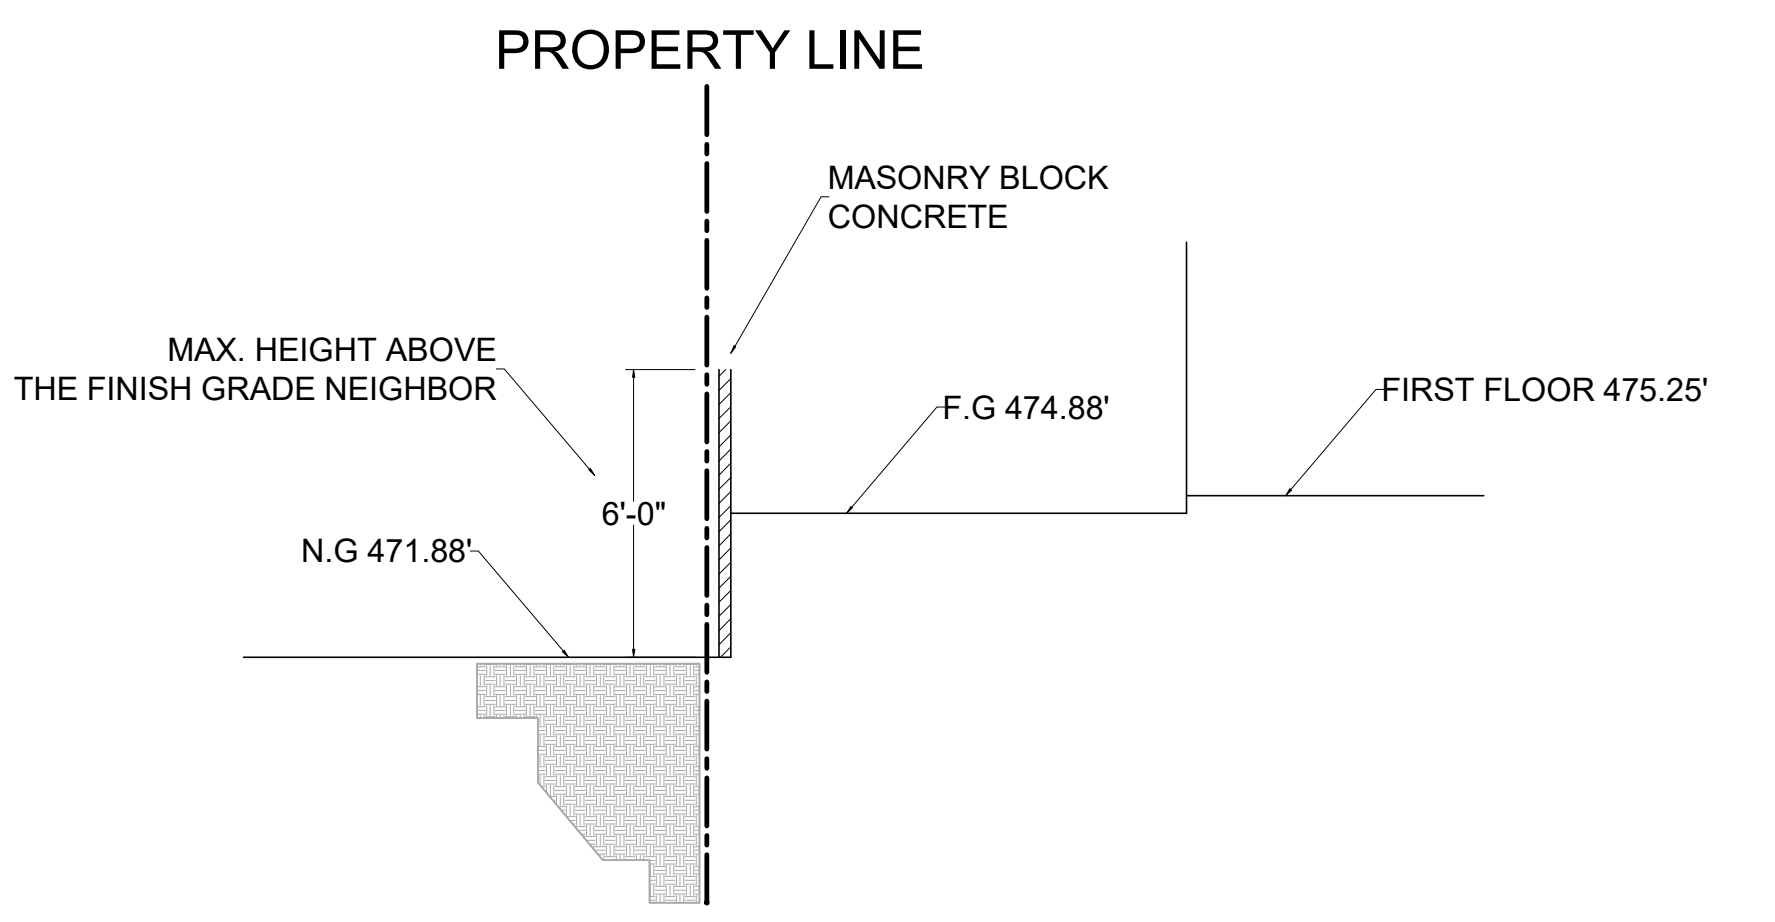 PROPERTY LINE
MASONRY BLOCK
CONCRETE
MAX. HEIGHT ABOVE
THE FINISH GRADE NEIGHBOR
F.G 474.88'
FIRST FLOOR 475.25'
6'-0"
N.G 471.88'